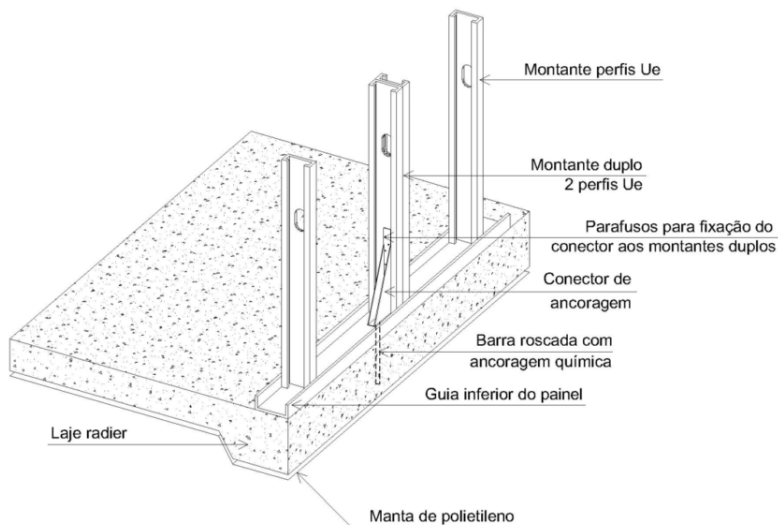 Montante perfis Ue
Montante duplo
2 perfis Ue
Parafusos para fixação do
conector aos montantes duplos
Conector de
ancoragem
Barra roscada com
ancoragem química
Guia inferior do painel
Laje radier
Manta de polietileno